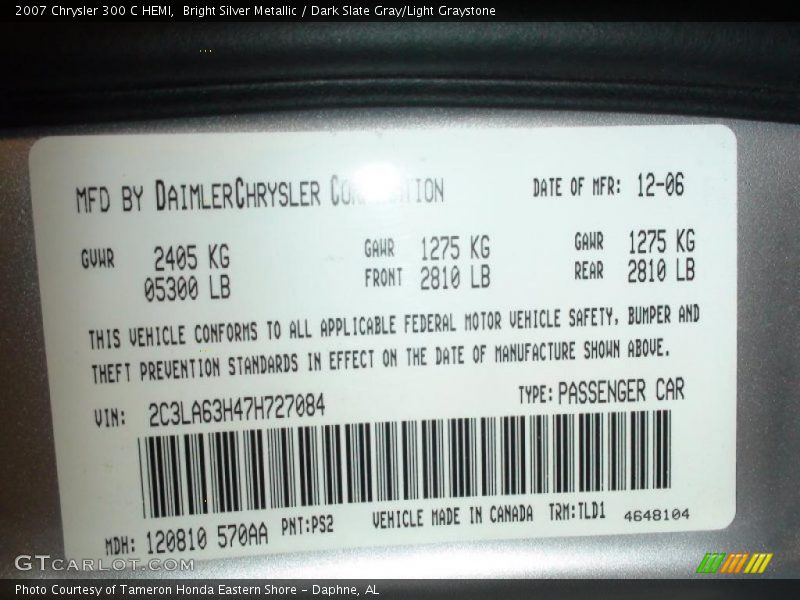 2007 Chrysler 300 C HEMI,  Bright Silver Metallic / Dark Slate Gray/Light Graystone
MFD BY DAIMLERCHRYSLER DATE OF MFR: 12-06
GVWR 2405 KG GAWR 1275 KG GAWR 1275 KG
05300 LB FRONT 2810 LB REAR 2810 LB
THIS VEHICLE CONFORMS TO ALL APPLICABLE FEDERAL MOTOR VEHICLE SAFETY, BUMPER AND
THEFT PREVENTION STANDARDS IN EFFECT ON THE DATE OF MANUFACTURE SHOWN ABOVE.
VIN: 2C3LA63H47H727084 TYPE: PASSENGER CAR
MDH: 120810 570AA PNT:PS2 VEHICLE MADE IN CANADA TRM:TLD1 4648104
GTCARLOT.COM
Photo Courtesy of Tameron Honda Eastern Shore - Daphne, AL